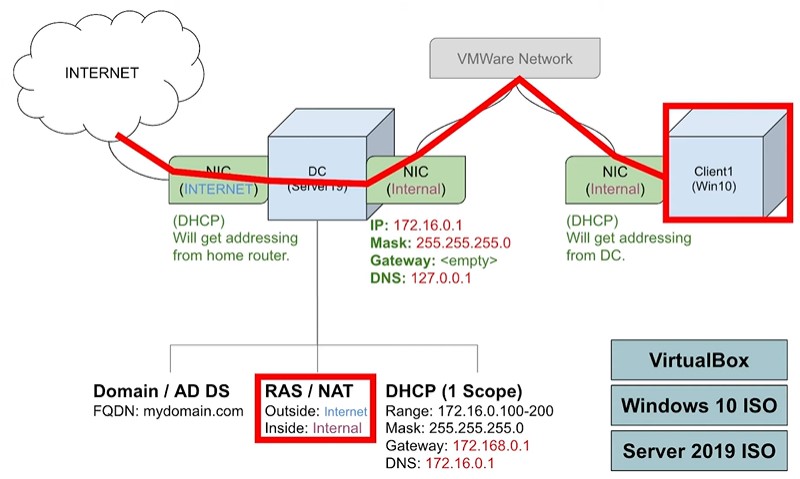 INTERNET
VMWare Network
NIC
(INTERNET)
DC
(Server19)
NIC
(Internal)
NIC
(Internal)
Client1
(Win10)
(DHCP)
Will get addressing
from home router.
IP: 172.16.0.1
Mask: 255.255.255.0
Gateway: <empty>
DNS: 127.0.0.1
(DHCP)
Will get addressing
from DC.
Domain / AD DS
FQDN: mydomain.com
RAS / NAT
Outside: Internet
Inside: Internal
DHCP (1 Scope)
Range: 172.16.0.100-200
Mask: 255.255.255.0
Gateway: 172.168.0.1
DNS: 172.16.0.1
VirtualBox
Windows 10 ISO
Server 2019 ISO